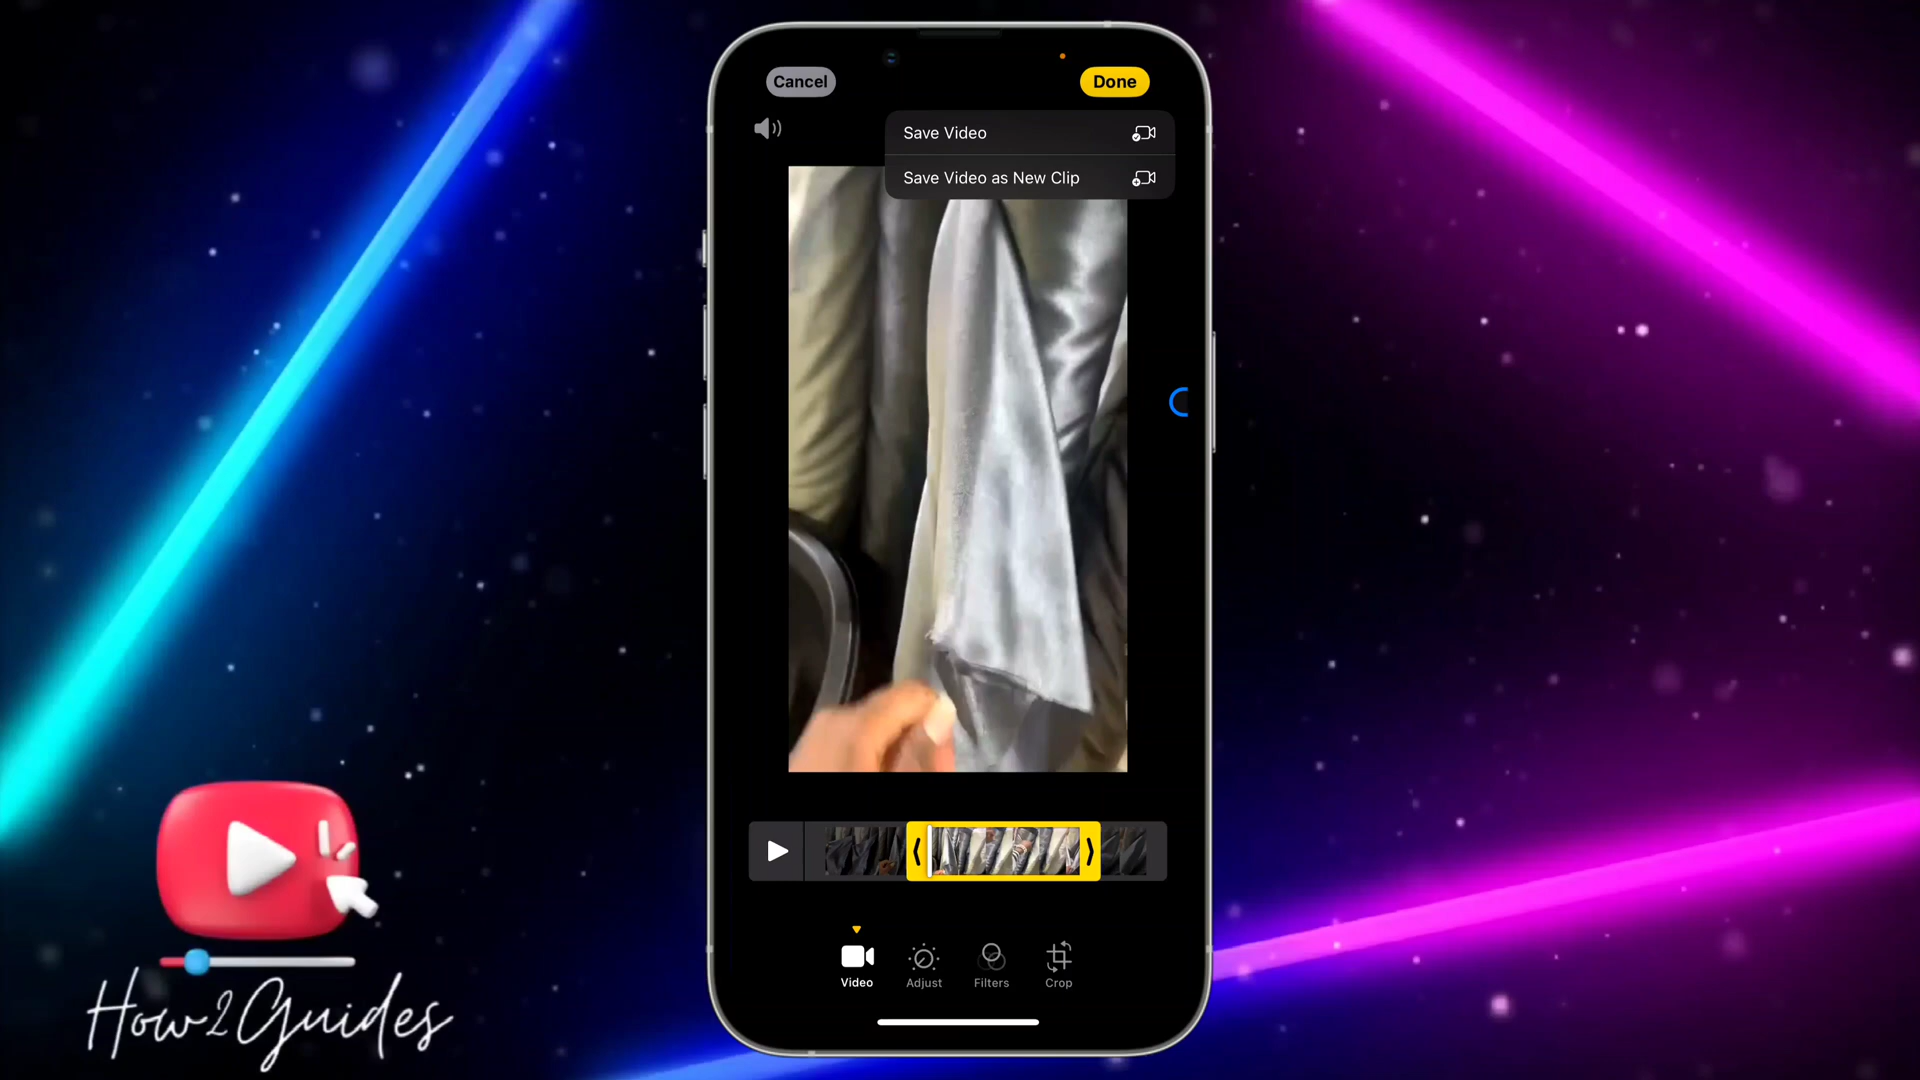 Cancel
Done
Save Video
Save Video as New Clip
Video
Adjust
Filters
Crop
How2Guides